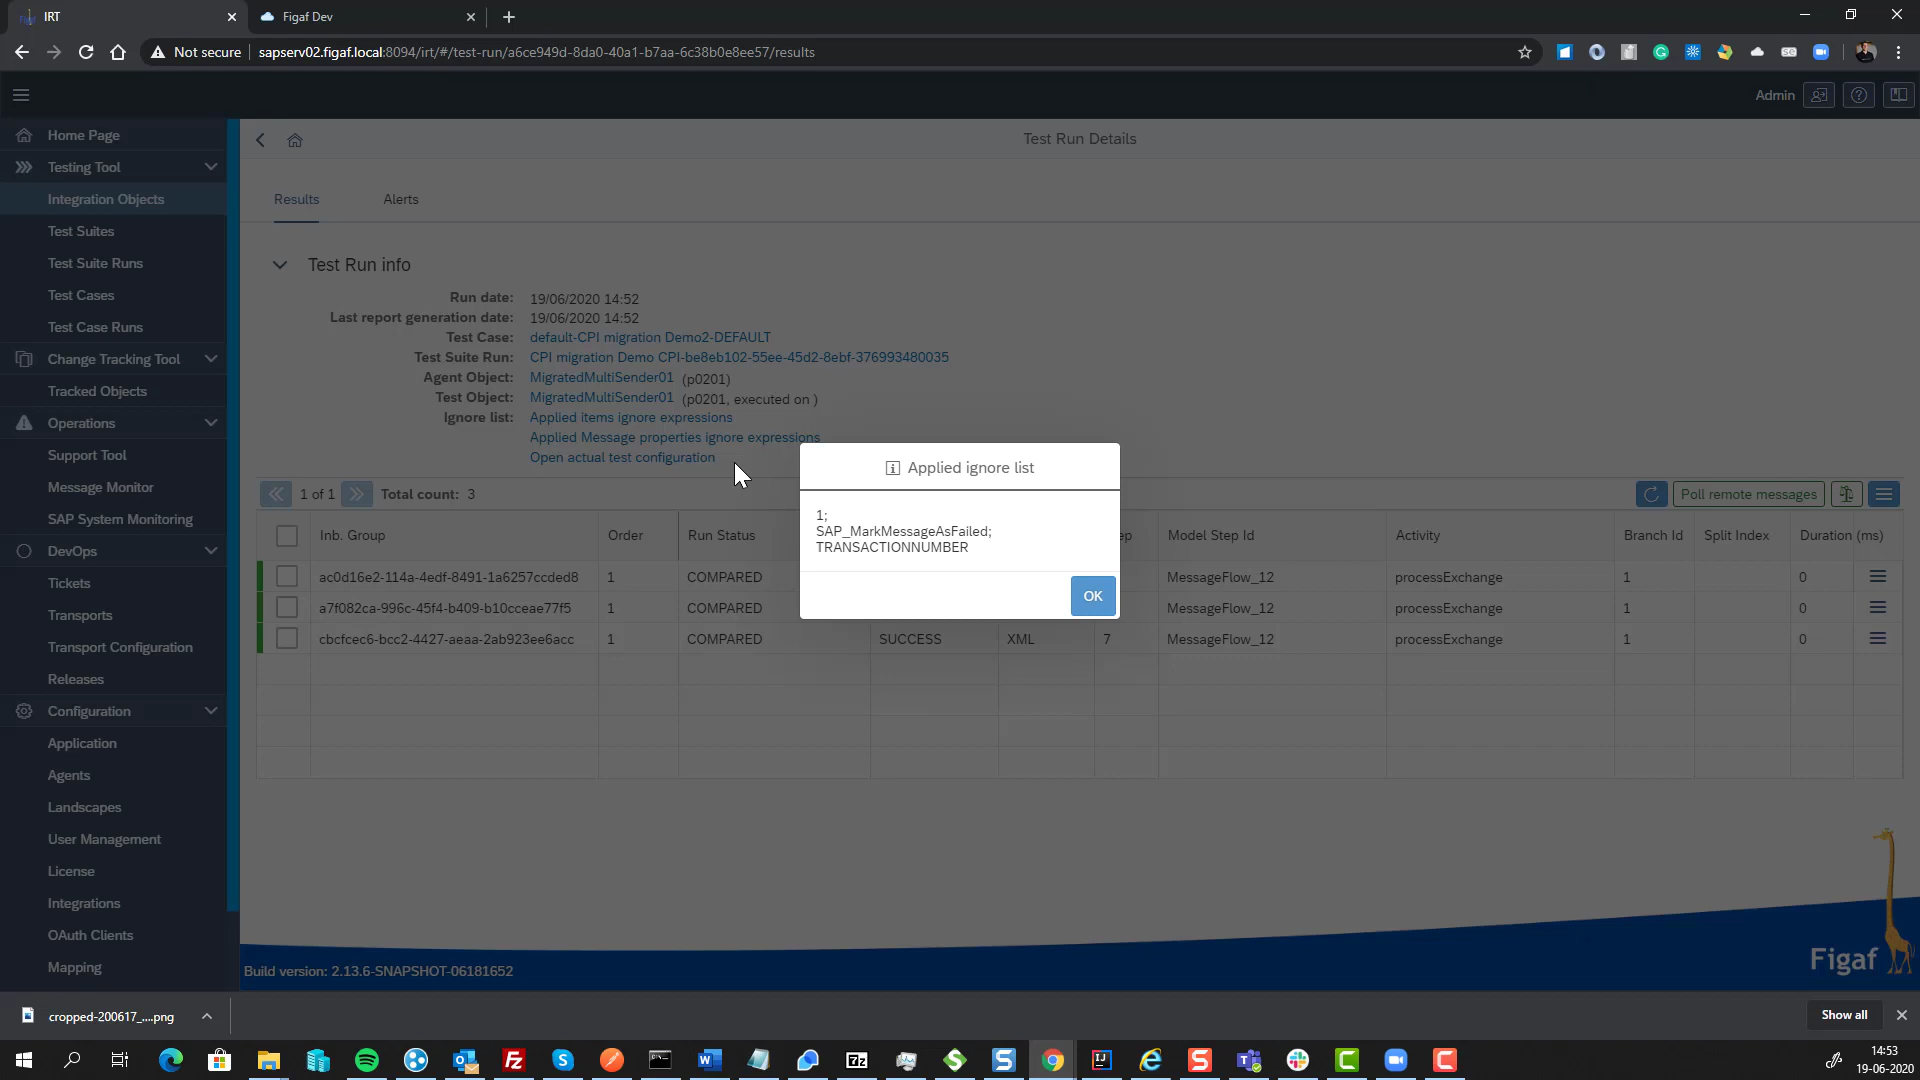 IRT
Figaf Dev
Not secure
sapserv02.figaf.local:8094/irt/#/test-run/a6ce949d-8da0-40a1-b7aa-6c38b0e8ee57/results
Admin
Home Page
Testing Tool
Integration Objects
Test Suites
Test Suite Runs
Test Cases
Test Case Runs
Change Tracking Tool
Tracked Objects
Operations
Support Tool
Message Monitor
SAP System Monitoring
DevOps
Tickets
Transports
Transport Configuration
Releases
Configuration
Application
Agents
Landscapes
User Management
License
Integrations
OAuth Clients
Mapping
Test Run Details
Results Alerts
Test Run info
Run date: 19/06/2020 14:52
Last report generation date: 19/06/2020 14:52
Test Case: default-CPI migration Demo2-DEFAULT
Test Suite Run: CPI migration Demo CPI-be8eb102-55ee-45d2-8ebf-376993480035
Agent Object: MigratedMultiSender01 (p0201)
Test Object: MigratedMultiSender01 (p0201, executed on )
Ignore list: Applied items ignore expressions
Applied Message properties ignore expressions
Open actual test configuration
Applied ignore list
1;
SAP_MarkMessageAsFailed;
TRANSACTIONNUMBER
OK
1 of 1 Total count: 3 Poll remote messages
Inb. Group Order Run Status Model Step Id Activity Branch Id Split Index Duration (ms)
ac0d16e2-114a-4edf-8491-1a6257ccded8 1 COMPARED MessageFlow_12 processExchange 1 0
a7f082ca-996c-45f4-b409-b10cceae77f5 1 COMPARED MessageFlow_12 processExchange 1 0
cbcfcec6-bcc2-4427-aeaa-2ab923ee6acc 1 COMPARED SUCCESS XML 7 MessageFlow_12 processExchange 1 0
Figaf
Build version: 2.13.6-SNAPSHOT-06181652
cropped-200617_....png
Show all
14:53
19-06-2020